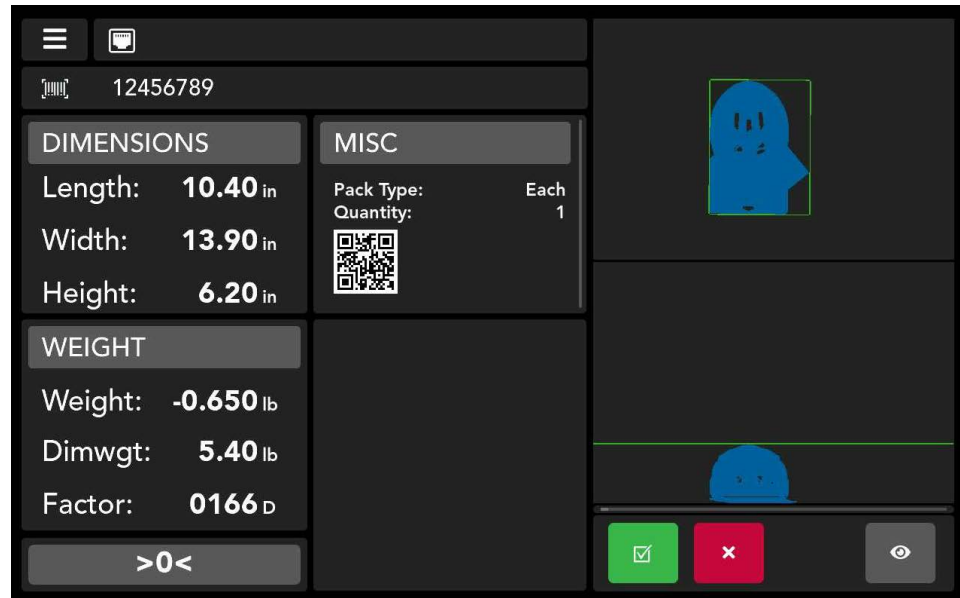 12456789
DIMENSIONS
Length: 10.40 in
Width: 13.90 in
Height: 6.20 in
MISC
Pack Type: Each
Quantity: 1
WEIGHT
Weight: -0.650 lb
Dimwgt: 5.40 lb
Factor: 0166 D
>0<